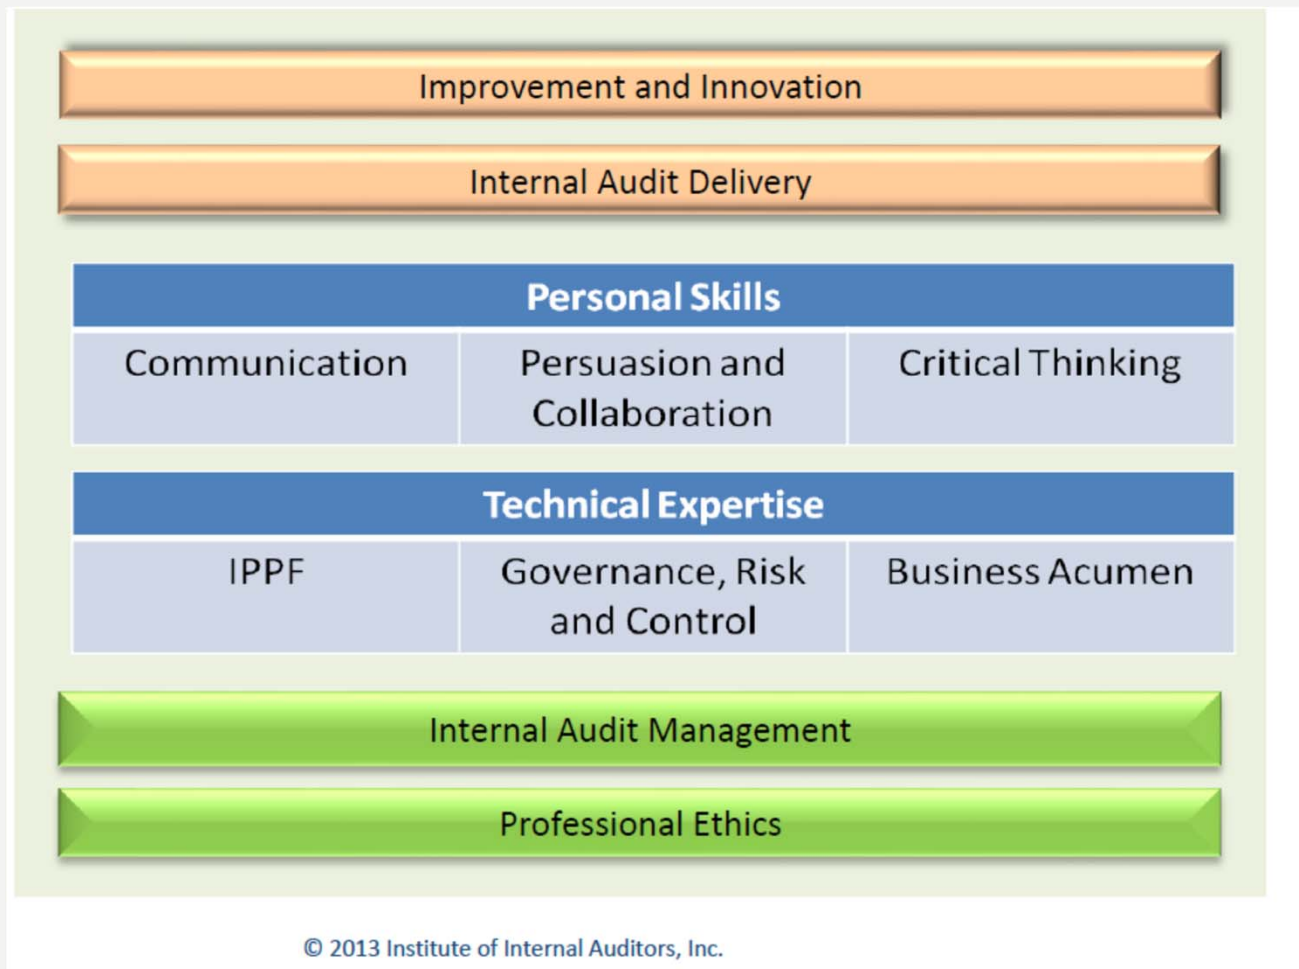 Improvement and Innovation
Internal Audit Delivery
Personal Skills
Communication
Persuasion and
Collaboration
Critical Thinking
Technical Expertise
IPPF
Governance, Risk
and Control
Business Acumen
Internal Audit Management
Professional Ethics
© 2013 Institute of Internal Auditors, Inc.